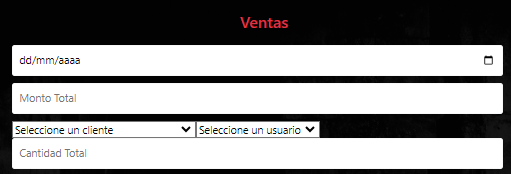 Ventas
dd/mm/aaaa
Monto Total
Seleccione un cliente Seleccione un usuario
Cantidad Total